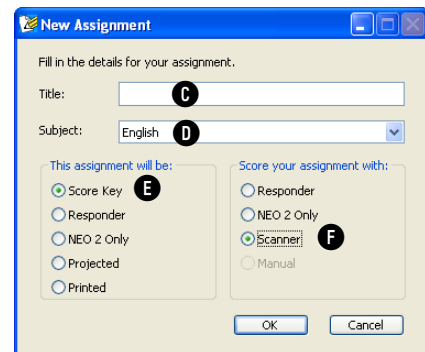 New Assignment
Fill in the details for your assignment.
Title: C
Subject: English D
This assignment will be: Score your assignment with:
Score Key E Responder
Responder NEO 2 Only
NEO 2 Only Scanner F
Projected Manual
Printed
OK Cancel